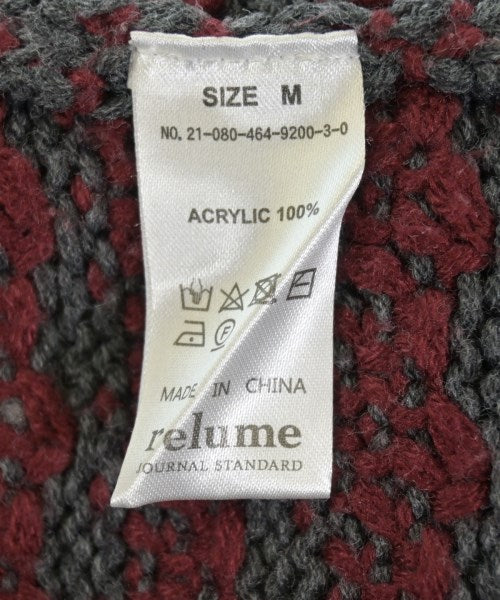 SIZE M
NO. 21-080-464-9200-3-0
ACRYLIC 100%
F
MADE IN CHINA
relume
JOURNAL STANDARD